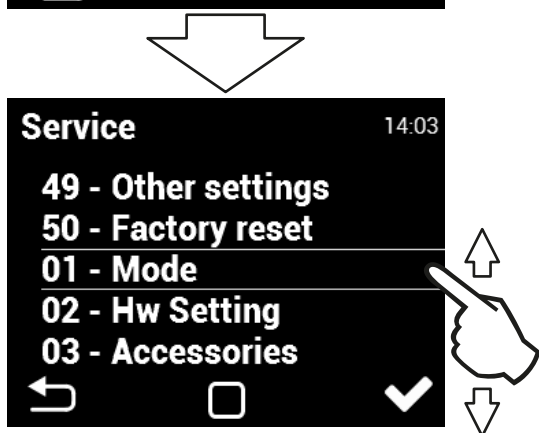 Service
14:03
49 - Other settings
50 - Factory reset
01 - Mode
02 - Hw Setting
03 - Accessories